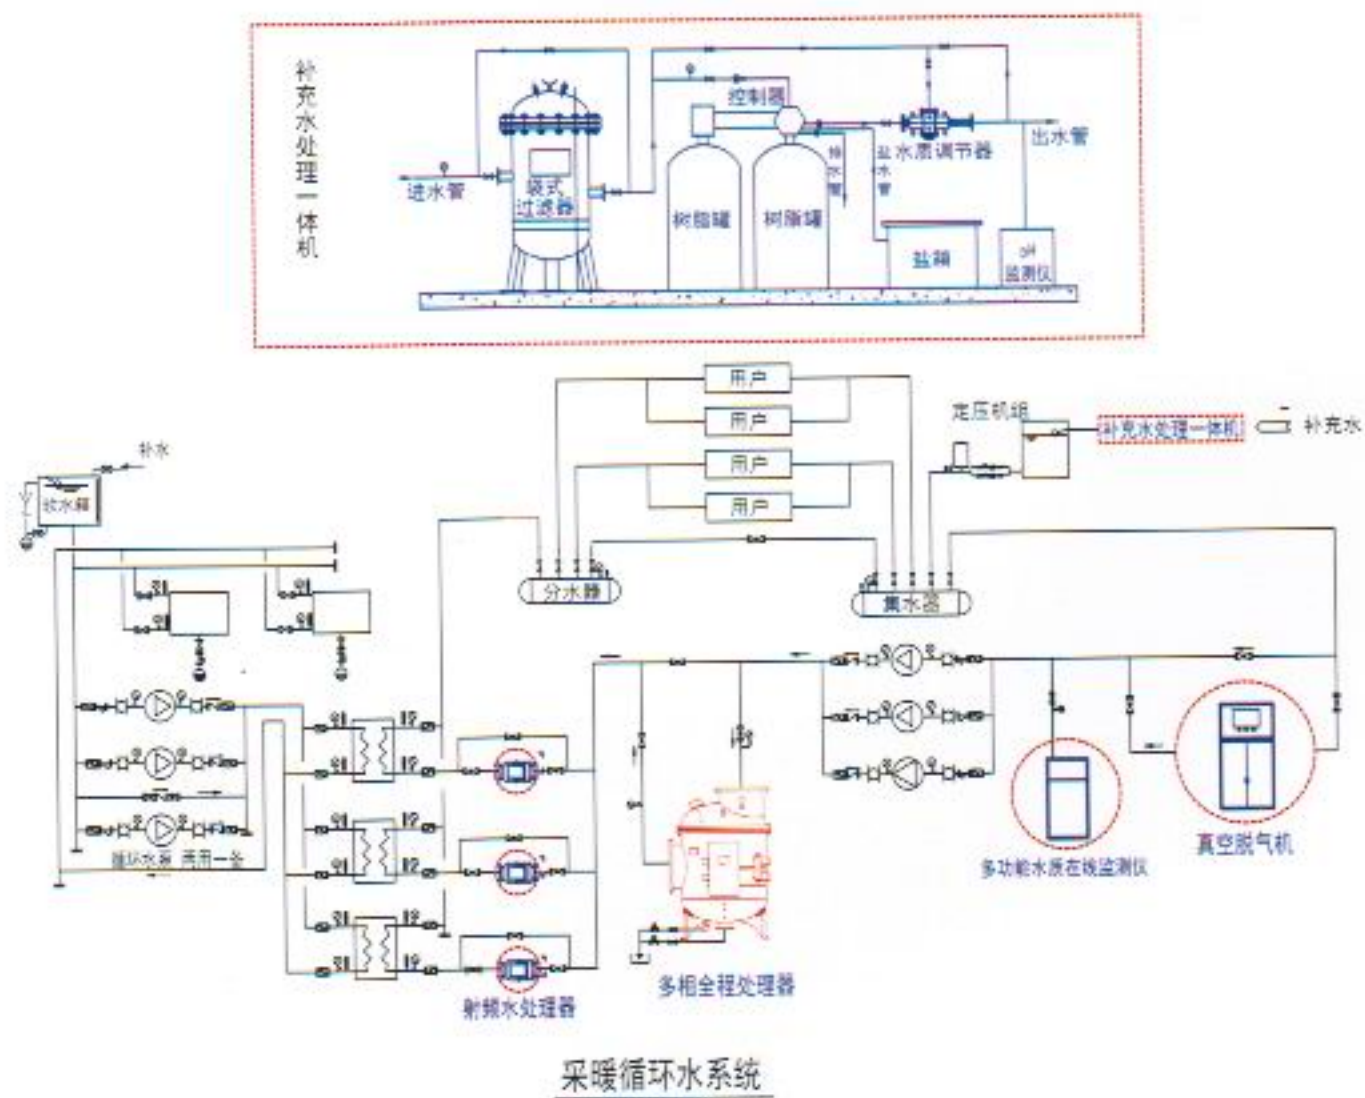 补充水处理一体机
控制器
进水管
袋式
过滤器
树脂罐
树脂罐
排水管
盐水管
水质调节器
出水管
盐箱
监测仪
用户
用户
用户
用户
定压机组
补充水处理一体机
补充水
补水
软水箱
分水器
集水器
循环水泵 两用一备
射频水处理器
多相全程处理器
多功能水质在线监测仪
真空脱气机
采暖循环水系统